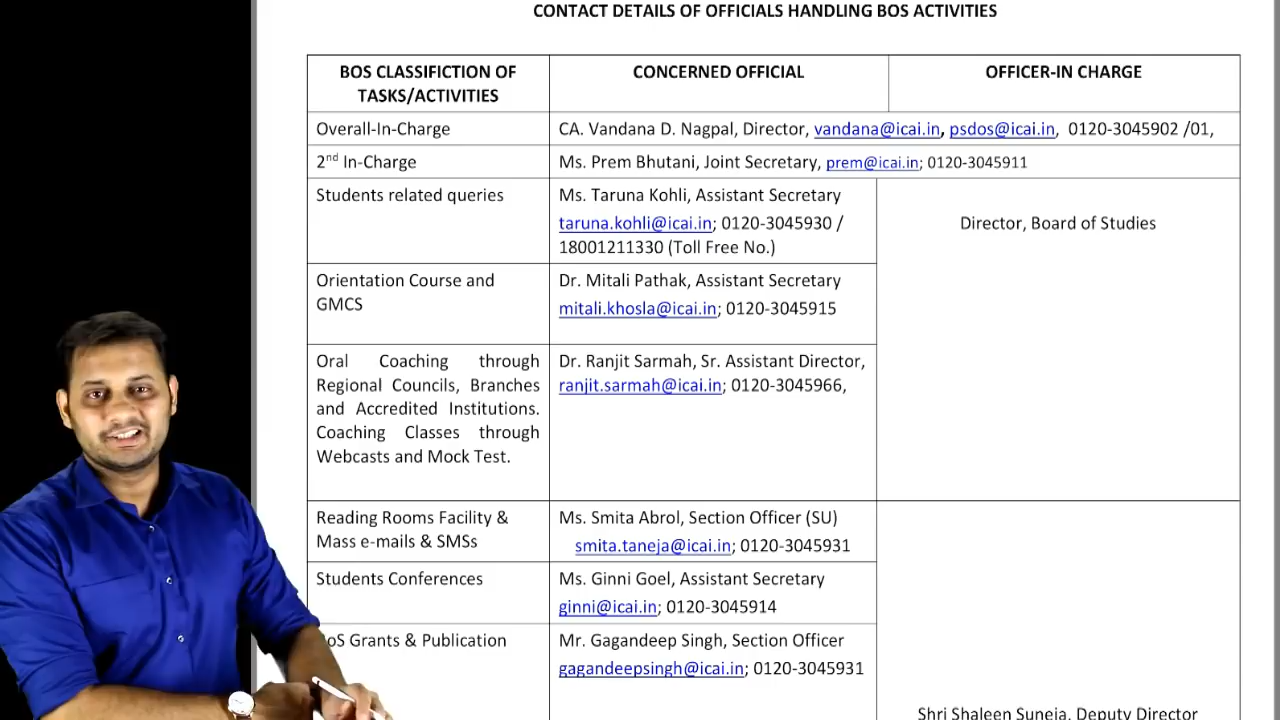 CONTACT DETAILS OF OFFICIALS HANDLING BOS ACTIVITIES
BOS CLASSIFICTION OF
TASKS/ACTIVITIES
CONCERNED OFFICIAL
OFFICER-IN CHARGE
Overall-In-Charge
CA. Vandana D. Nagpal, Director, vandana@icai.in, psdos@icai.in, 0120-3045902 /01,
2nd In-Charge
Ms. Prem Bhutani, Joint Secretary, prem@icai.in; 0120-3045911
Students related queries
Ms. Taruna Kohli, Assistant Secretary
taruna.kohli@icai.in; 0120-3045930 /
18001211330 (Toll Free No.)
Director, Board of Studies
Orientation Course and
GMCS
Dr. Mitali Pathak, Assistant Secretary
mitali.khosla@icai.in; 0120-3045915
Oral Coaching through
Regional Councils, Branches
and Accredited Institutions.
Coaching Classes through
Webcasts and Mock Test.
Dr. Ranjit Sarmah, Sr. Assistant Director,
ranjit.sarmah@icai.in; 0120-3045966,
Reading Rooms Facility &
Mass e-mails & SMSs
Ms. Smita Abrol, Section Officer (SU)
smita.taneja@icai.in; 0120-3045931
Students Conferences
Ms. Ginni Goel, Assistant Secretary
ginni@icai.in; 0120-3045914
oS Grants & Publication
Mr. Gagandeep Singh, Section Officer
gagandeepsingh@icai.in; 0120-3045931
Shri Shaleen Suneja, Deputy Director